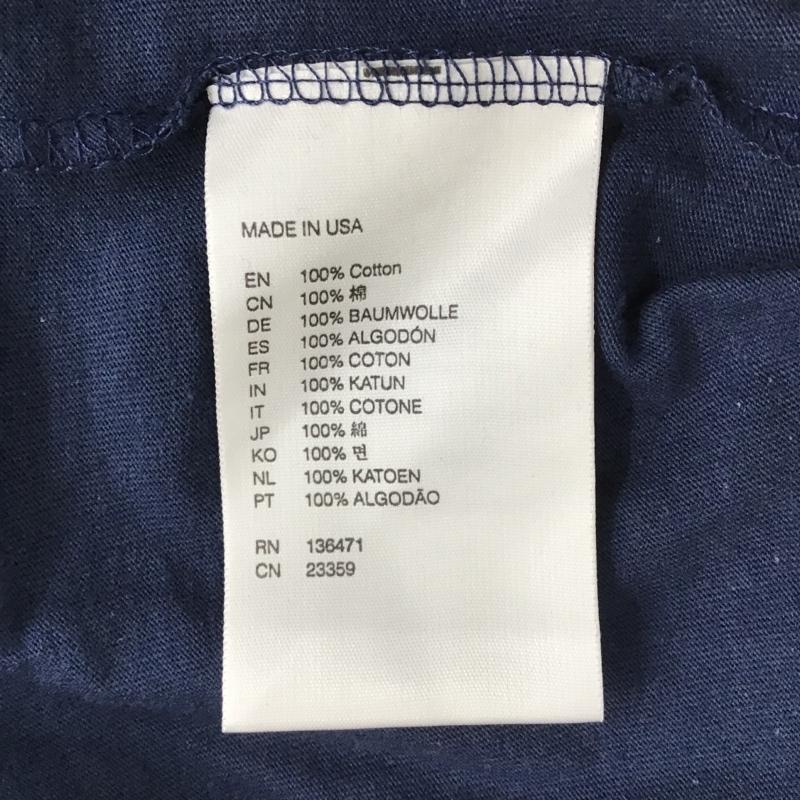 MADE IN USA
EN 100% Cotton
CN 100% 棉
DE 100% BAUMWOLLE
ES 100% ALGODÓN
FR 100% COTON
IN 100% KATUN
IT 100% COTONE
JP 100% 綿
KO 100% 면
NL 100% KATOEN
PT 100% ALGODÃO
RN 136471
CN 23359